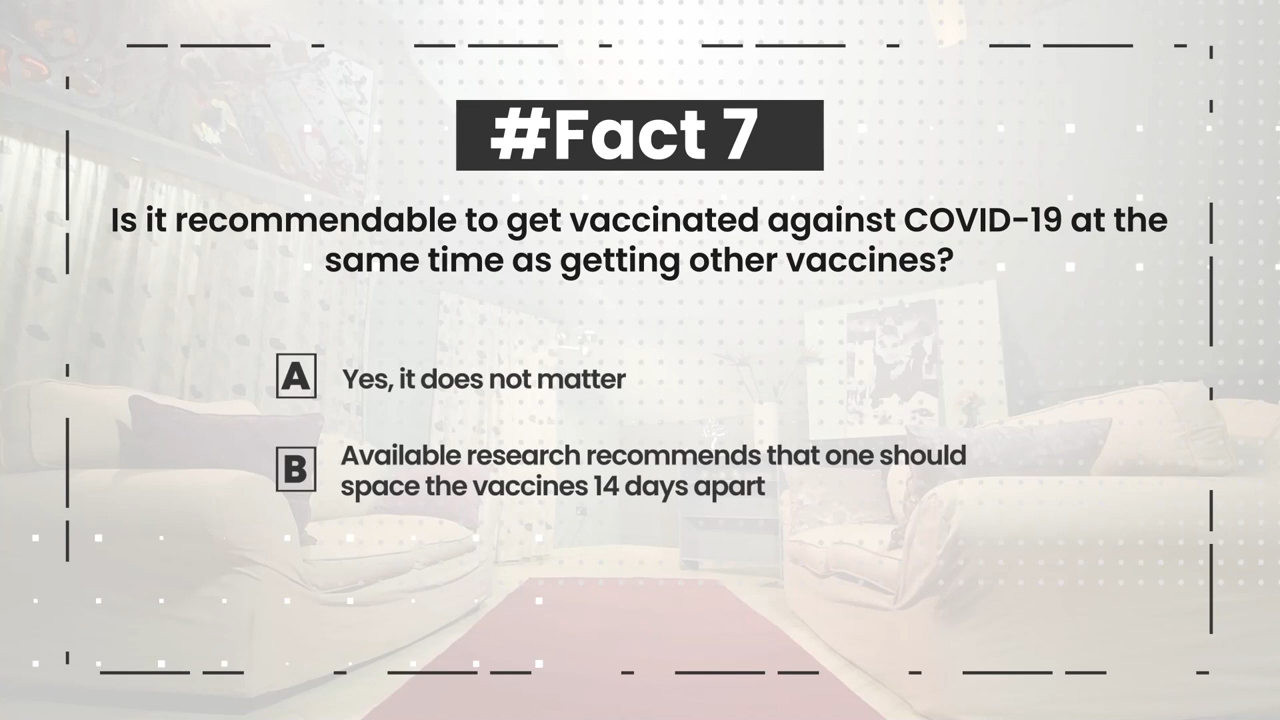 #Fact 7
Is it recommendable to get vaccinated against COVID-19 at the
same time as getting other vaccines?
A Yes, it does not matter
B Available research recommends that one should
space the vaccines 14 days apart